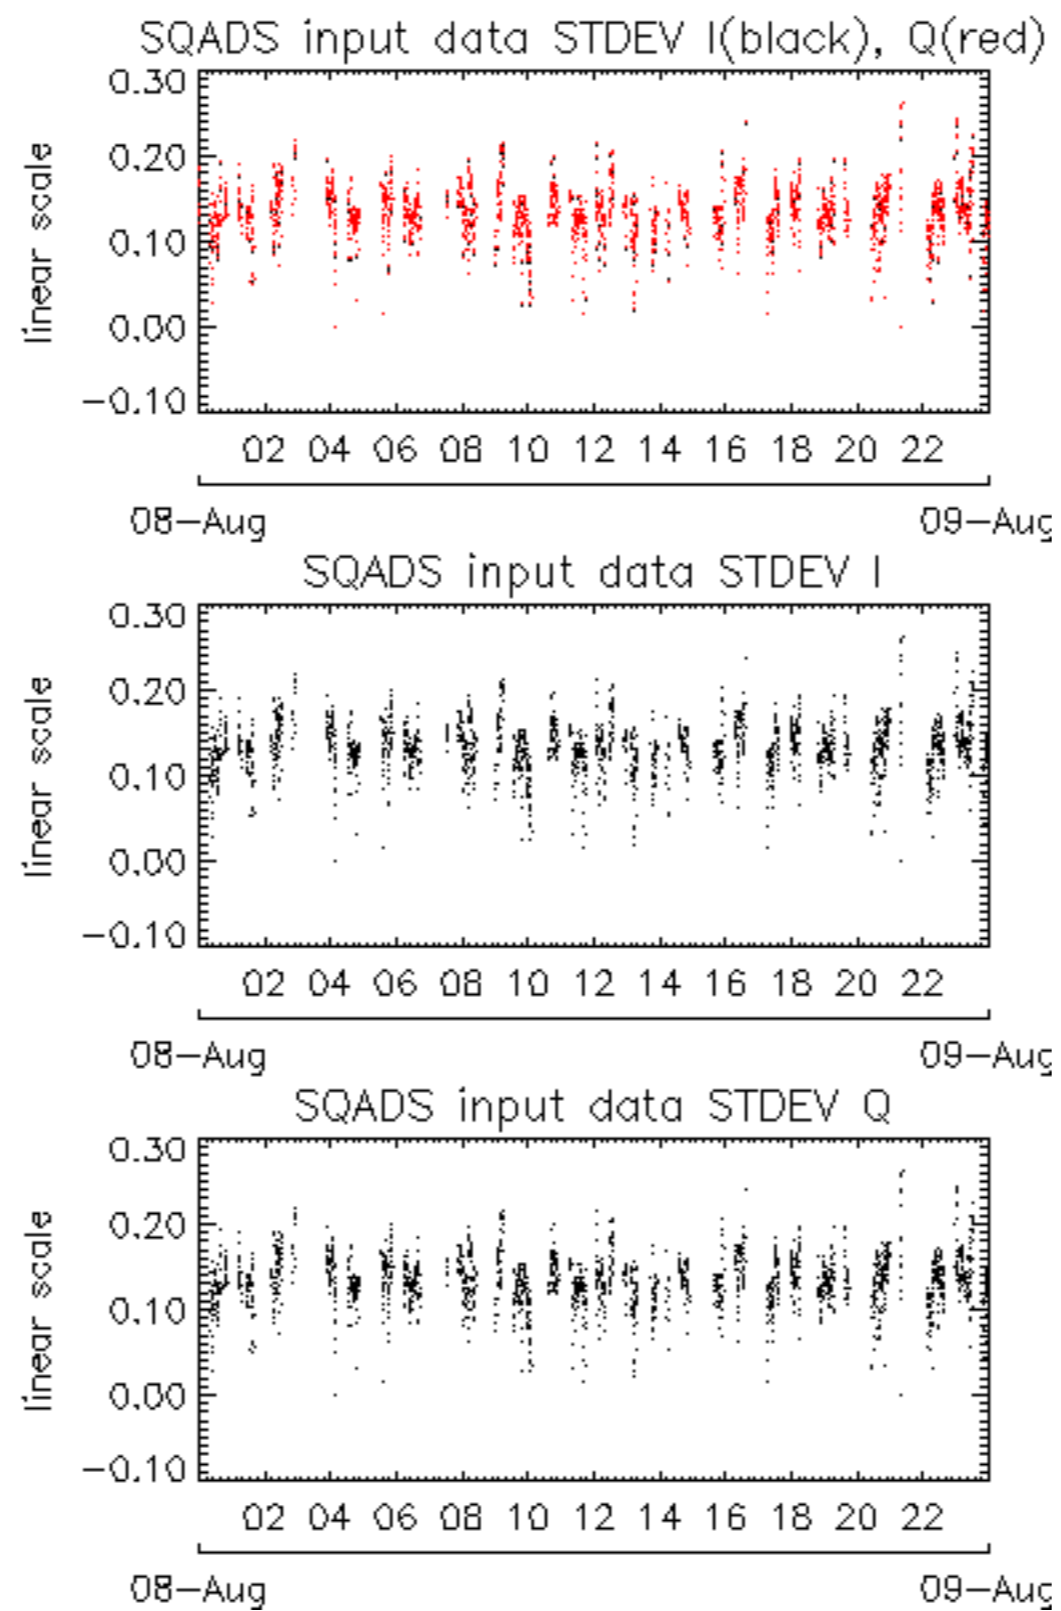 SQADS input data STDEV I(black), Q(red)
linear scale
0.30
0.20
0.10
0.00
-0.10
02 04 06 08 10 12 14 16 18 20 22
08-Aug 09-Aug
SQADS input data STDEV I
linear scale
0.30
0.20
0.10
0.00
-0.10
02 04 06 08 10 12 14 16 18 20 22
08-Aug 09-Aug
SQADS input data STDEV Q
linear scale
0.30
0.20
0.10
0.00
-0.10
02 04 06 08 10 12 14 16 18 20 22
08-Aug 09-Aug